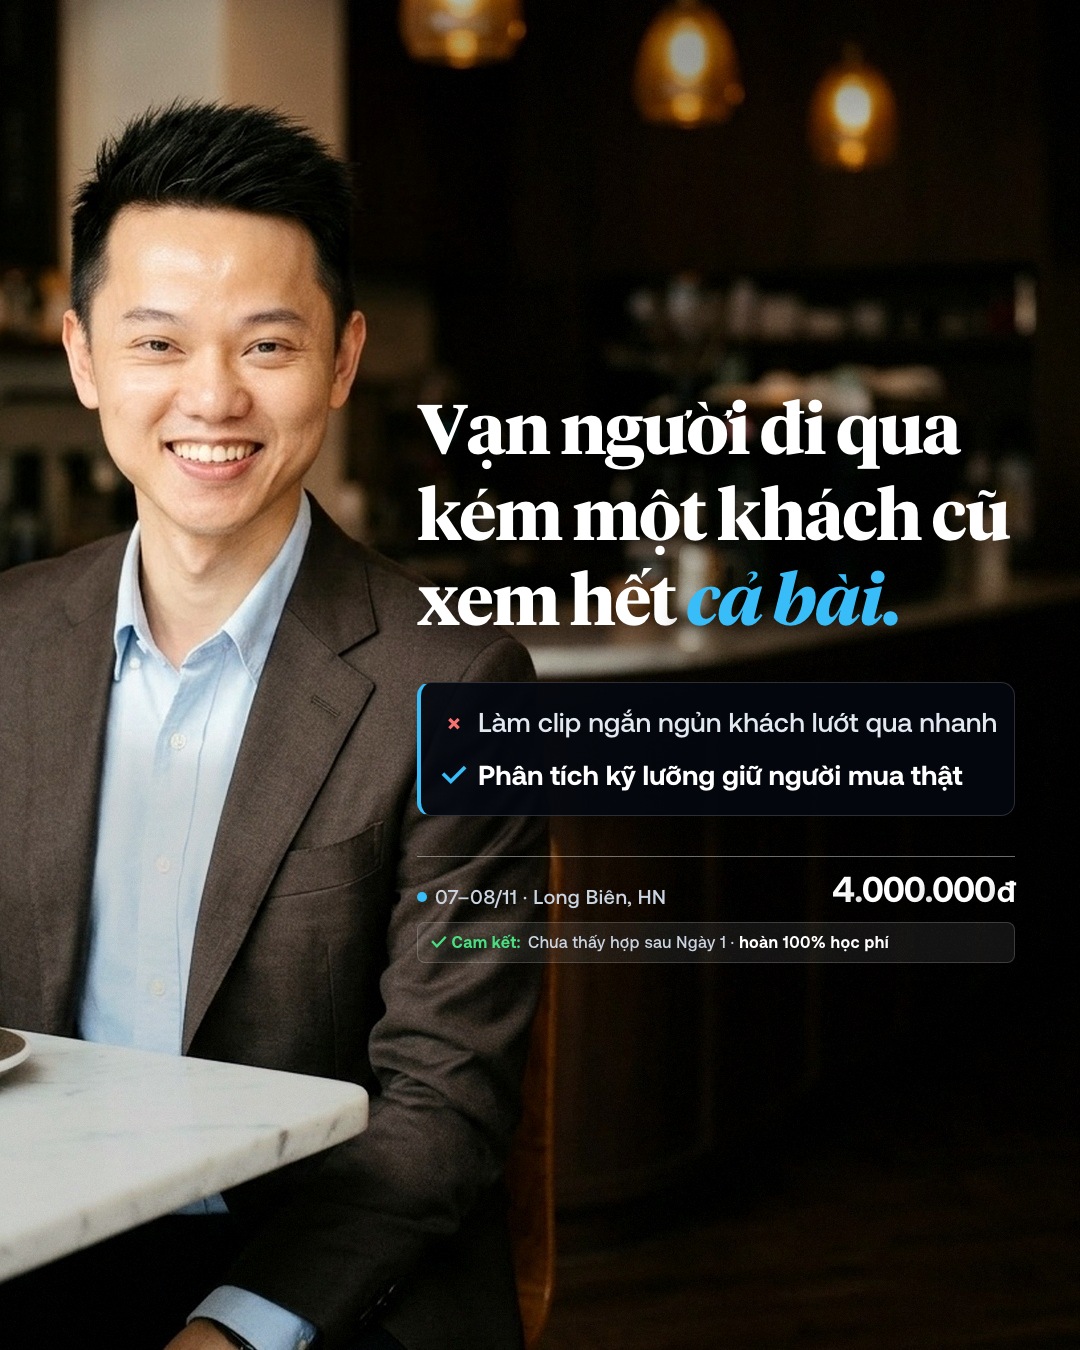 Vạn người đi qua
kém một khách cũ
xem hết cả bài.
× Làm clip ngắn ngủn khách lướt qua nhanh
✓ Phân tích kỹ lưỡng giữ người mua thật
07–08/11 · Long Biên, HN
4.000.000đ
✓ Cam kết: Chưa thấy hợp sau Ngày 1 · hoàn 100% học phí